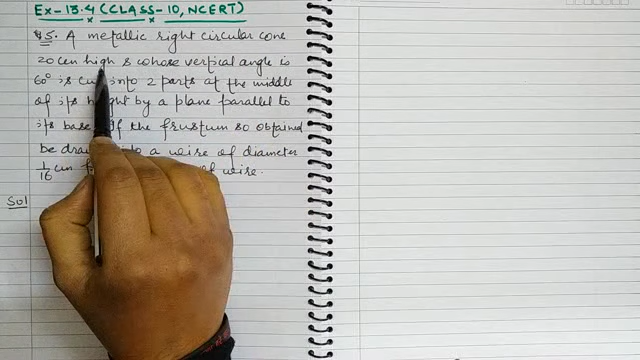 Ex-13.4 (CLASS-10, NCERT)
Q5. A metallic right circular cone
20 cm high & whose vertical angle is
60° is cut into 2 parts at the middle
of its height by a plane parallel to
its base. If the frustum so obtained
be drawn into a wire of diameter
1/16 cm of wire.
Sol